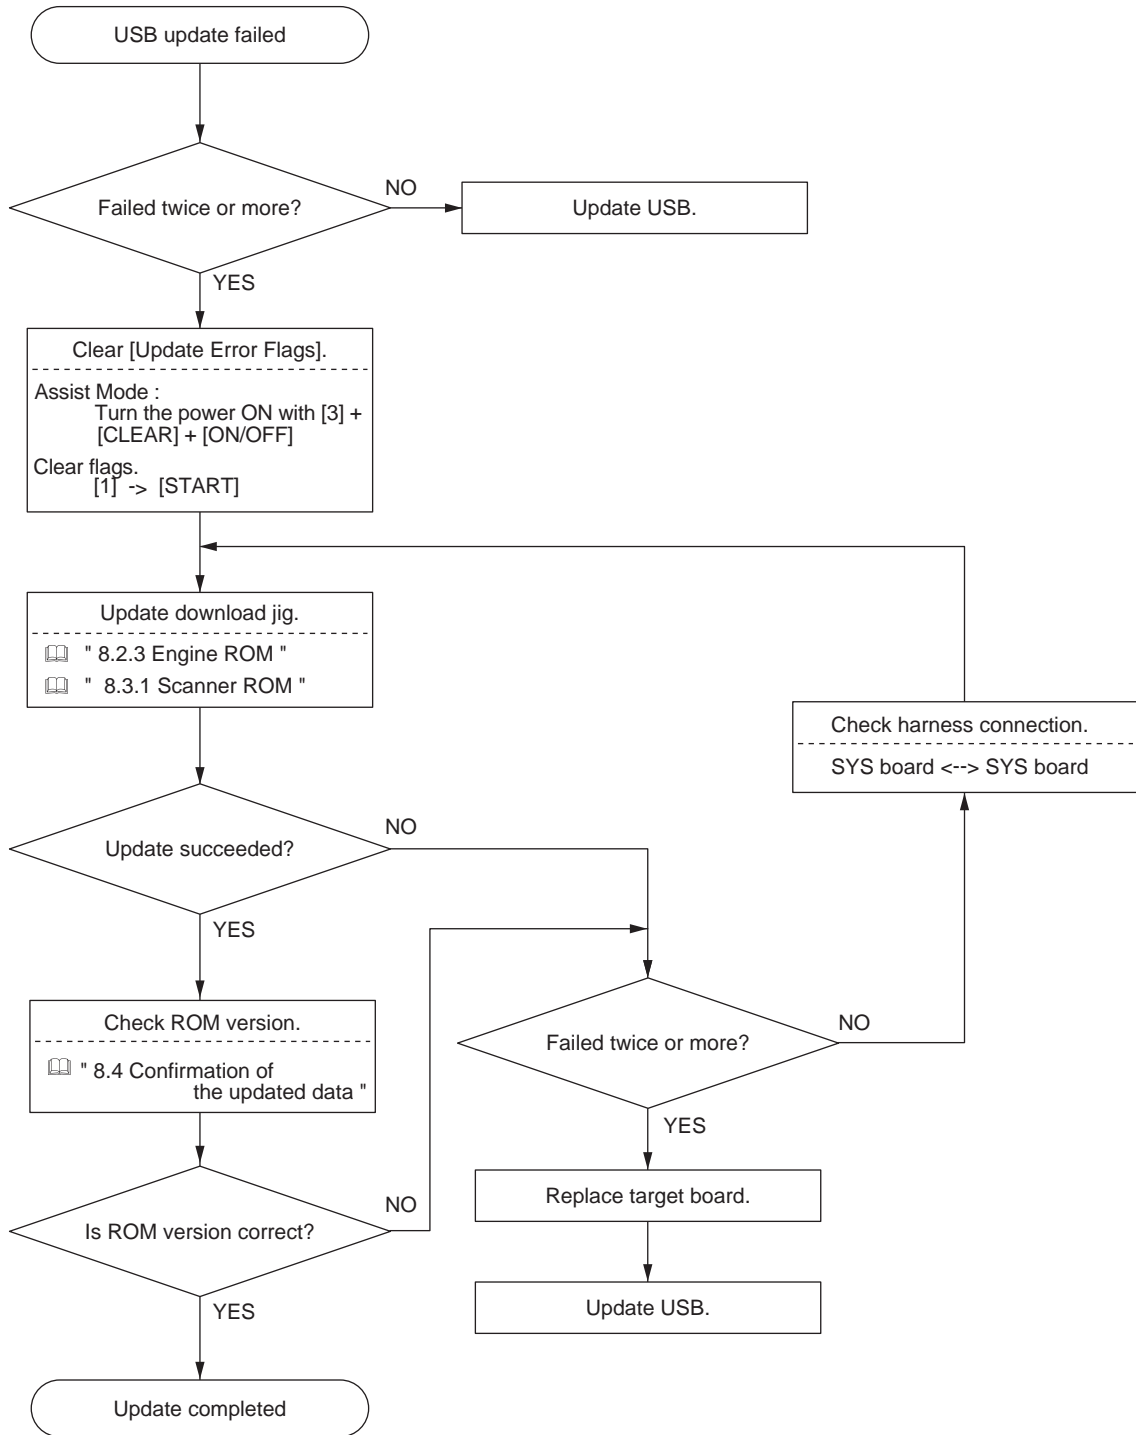 USB update failed
Failed twice or more?
NO
Update USB.
YES
Clear [Update Error Flags].
Assist Mode :
Turn the power ON with [3] +
[CLEAR] + [ON/OFF]
Clear flags.
[1] -> [START]
Update download jig.
" 8.2.3 Engine ROM "
" 8.3.1 Scanner ROM "
Check harness connection.
SYS board <--> SYS board
Update succeeded?
NO
YES
Check ROM version.
" 8.4 Confirmation of
the updated data "
Failed twice or more?
NO
YES
Is ROM version correct?
NO
YES
Replace target board.
Update USB.
Update completed